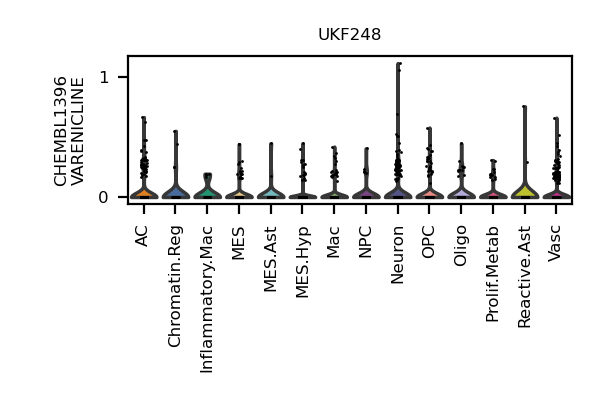 UKF248
CHEMBL1396
VARENICLINE
1
0
AC
Chromatin.Reg
Inflammatory.Mac
MES
MES.Ast
MES.Hyp
Mac
NPC
Neuron
OPC
Oligo
Prolif.Metab
Reactive.Ast
Vasc